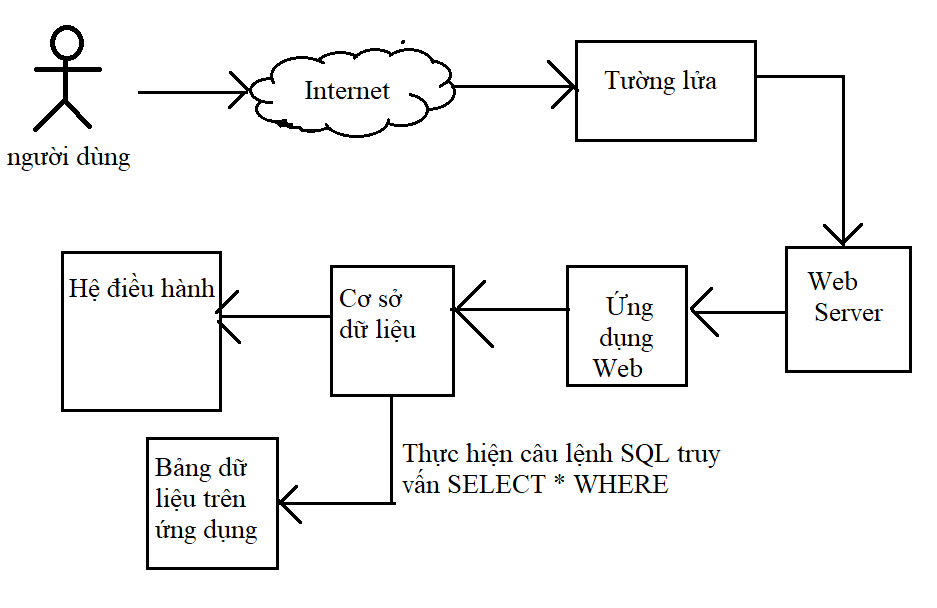 Internet
Tường lửa
người dùng
Web
Server
Ứng
dụng
Web
Cơ sở
dữ liệu
Hệ điều hành
Thực hiện câu lệnh SQL truy
vấn SELECT * WHERE
Bảng dữ
liệu trên
ứng dụng